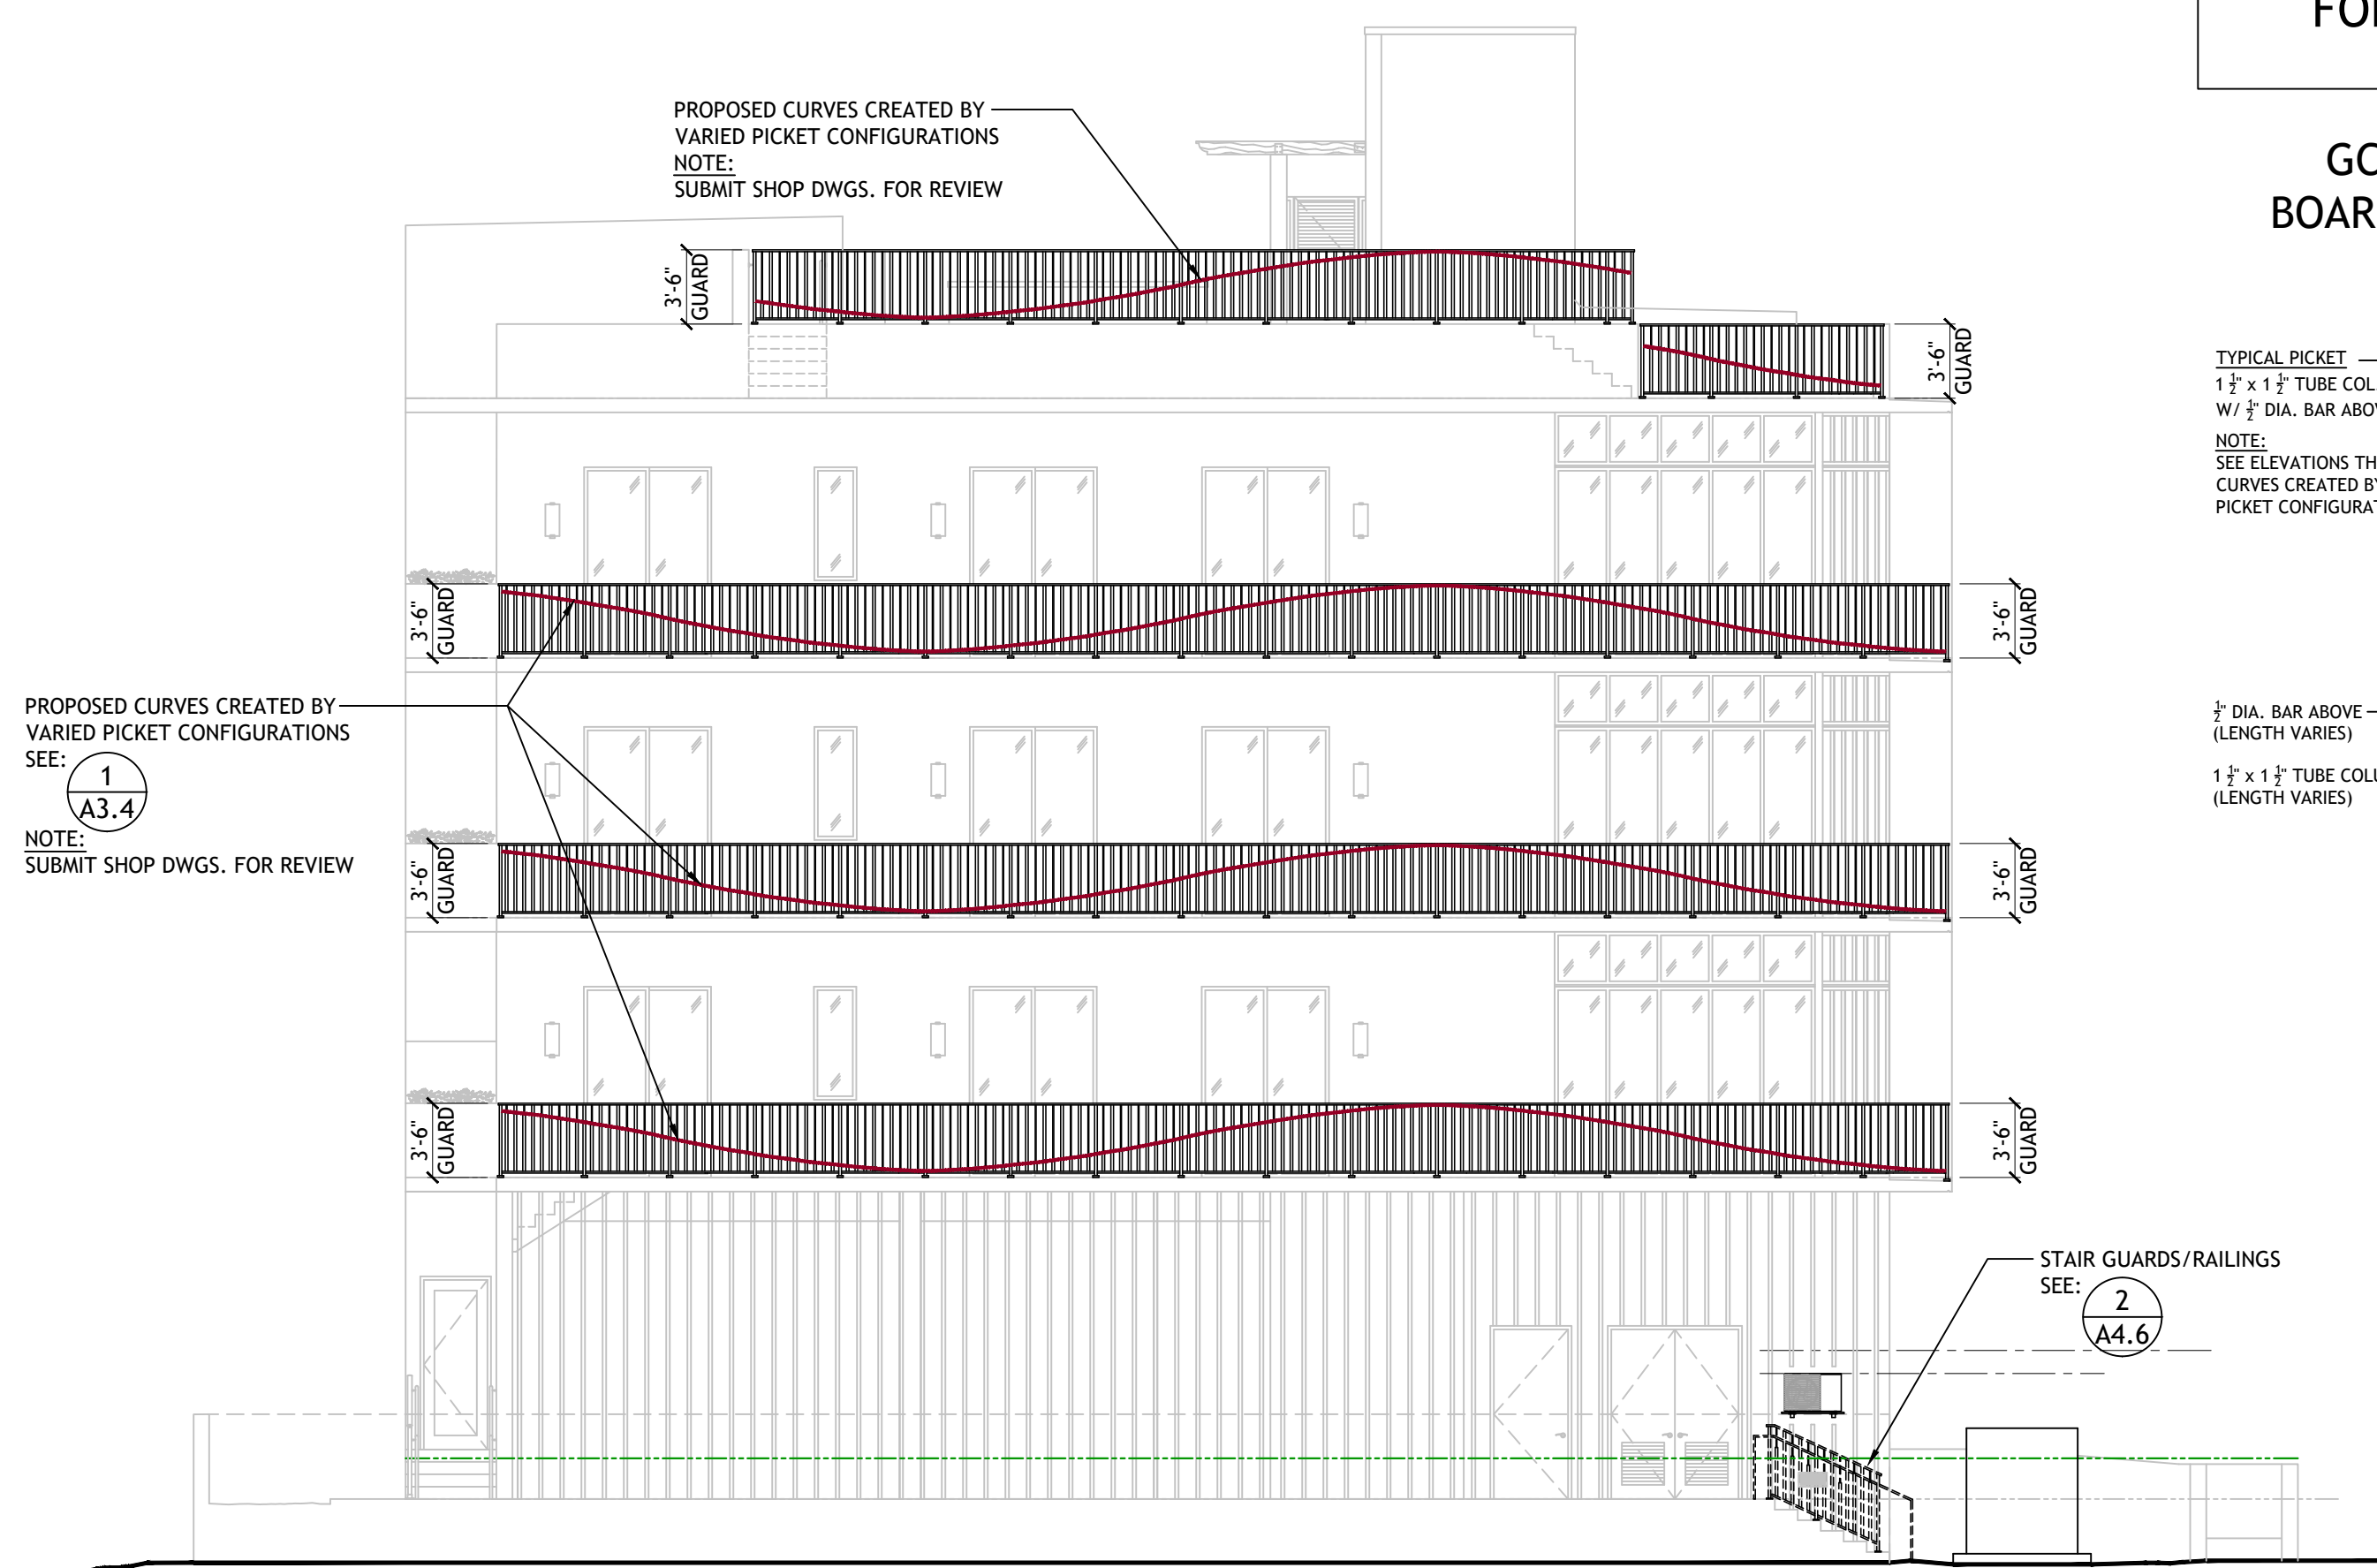 FO
GO
BOAR
PROPOSED CURVES CREATED BY
VARIED PICKET CONFIGURATIONS
NOTE:
SUBMIT SHOP DWGS. FOR REVIEW
3'-6"
GUARD
3'-6"
GUARD
TYPICAL PICKET
1 1/2" x 1 1/2" TUBE COL.
W/ 1/2" DIA. BAR ABO
NOTE:
SEE ELEVATIONS TH
CURVES CREATED B
PICKET CONFIGURA
3'-6"
GUARD
3'-6"
GUARD
PROPOSED CURVES CREATED BY
VARIED PICKET CONFIGURATIONS
SEE:
1
A3.4
NOTE:
SUBMIT SHOP DWGS. FOR REVIEW
1/2" DIA. BAR ABOVE
(LENGTH VARIES)
1 1/2" x 1 1/2" TUBE COL
(LENGTH VARIES)
3'-6"
GUARD
3'-6"
GUARD
3'-6"
GUARD
3'-6"
GUARD
STAIR GUARDS/RAILINGS
SEE:
2
A4.6